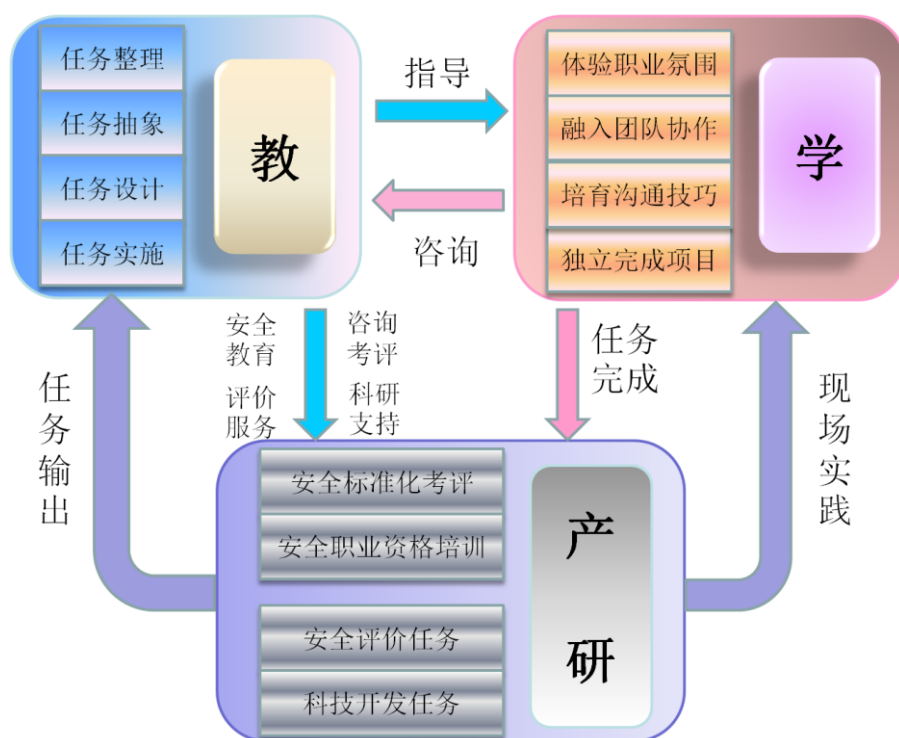 任务整理
任务抽象
任务设计
任务实施
教
指导
咨询
体验职业氛围
融入团队协作
培育沟通技巧
独立完成项目
学
任务输出
安全
教育
评价
服务
咨询
考评
科研
支持
任务
完成
现场实践
安全标准化考评
安全职业资格培训
安全评价任务
科技开发任务
产
研